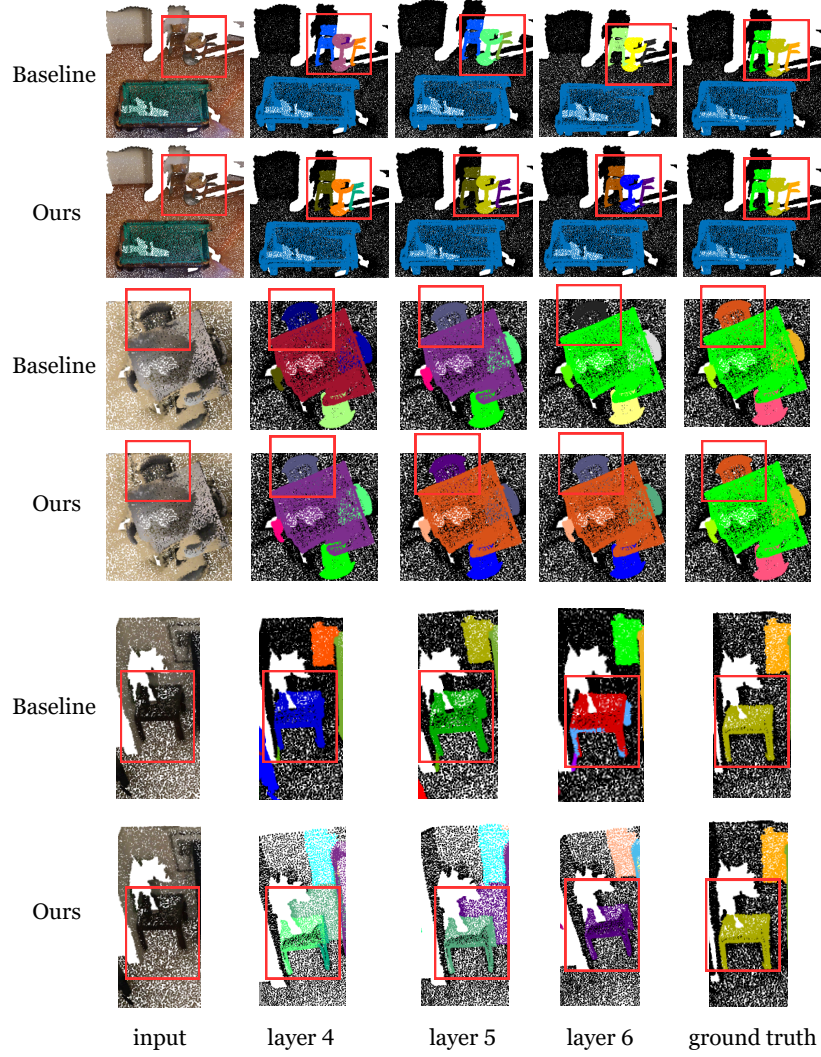 Baseline
Ours
Baseline
Ours
Baseline
Ours
input layer 4 layer 5 layer 6 ground truth